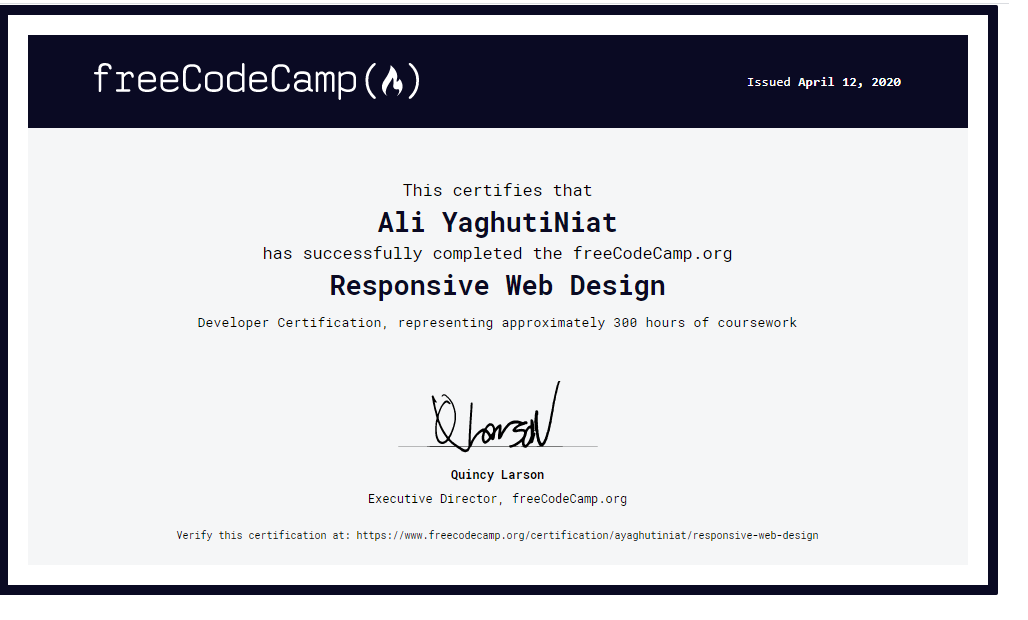 freeCodeCamp(🔥)
Issued April 12, 2020
This certifies that
Ali YaghutiNiat
has successfully completed the freeCodeCamp.org
Responsive Web Design
Developer Certification, representing approximately 300 hours of coursework
Q Larson
Quincy Larson
Executive Director, freeCodeCamp.org
Verify this certification at: https://www.freecodecamp.org/certification/ayaghutiniat/responsive-web-design